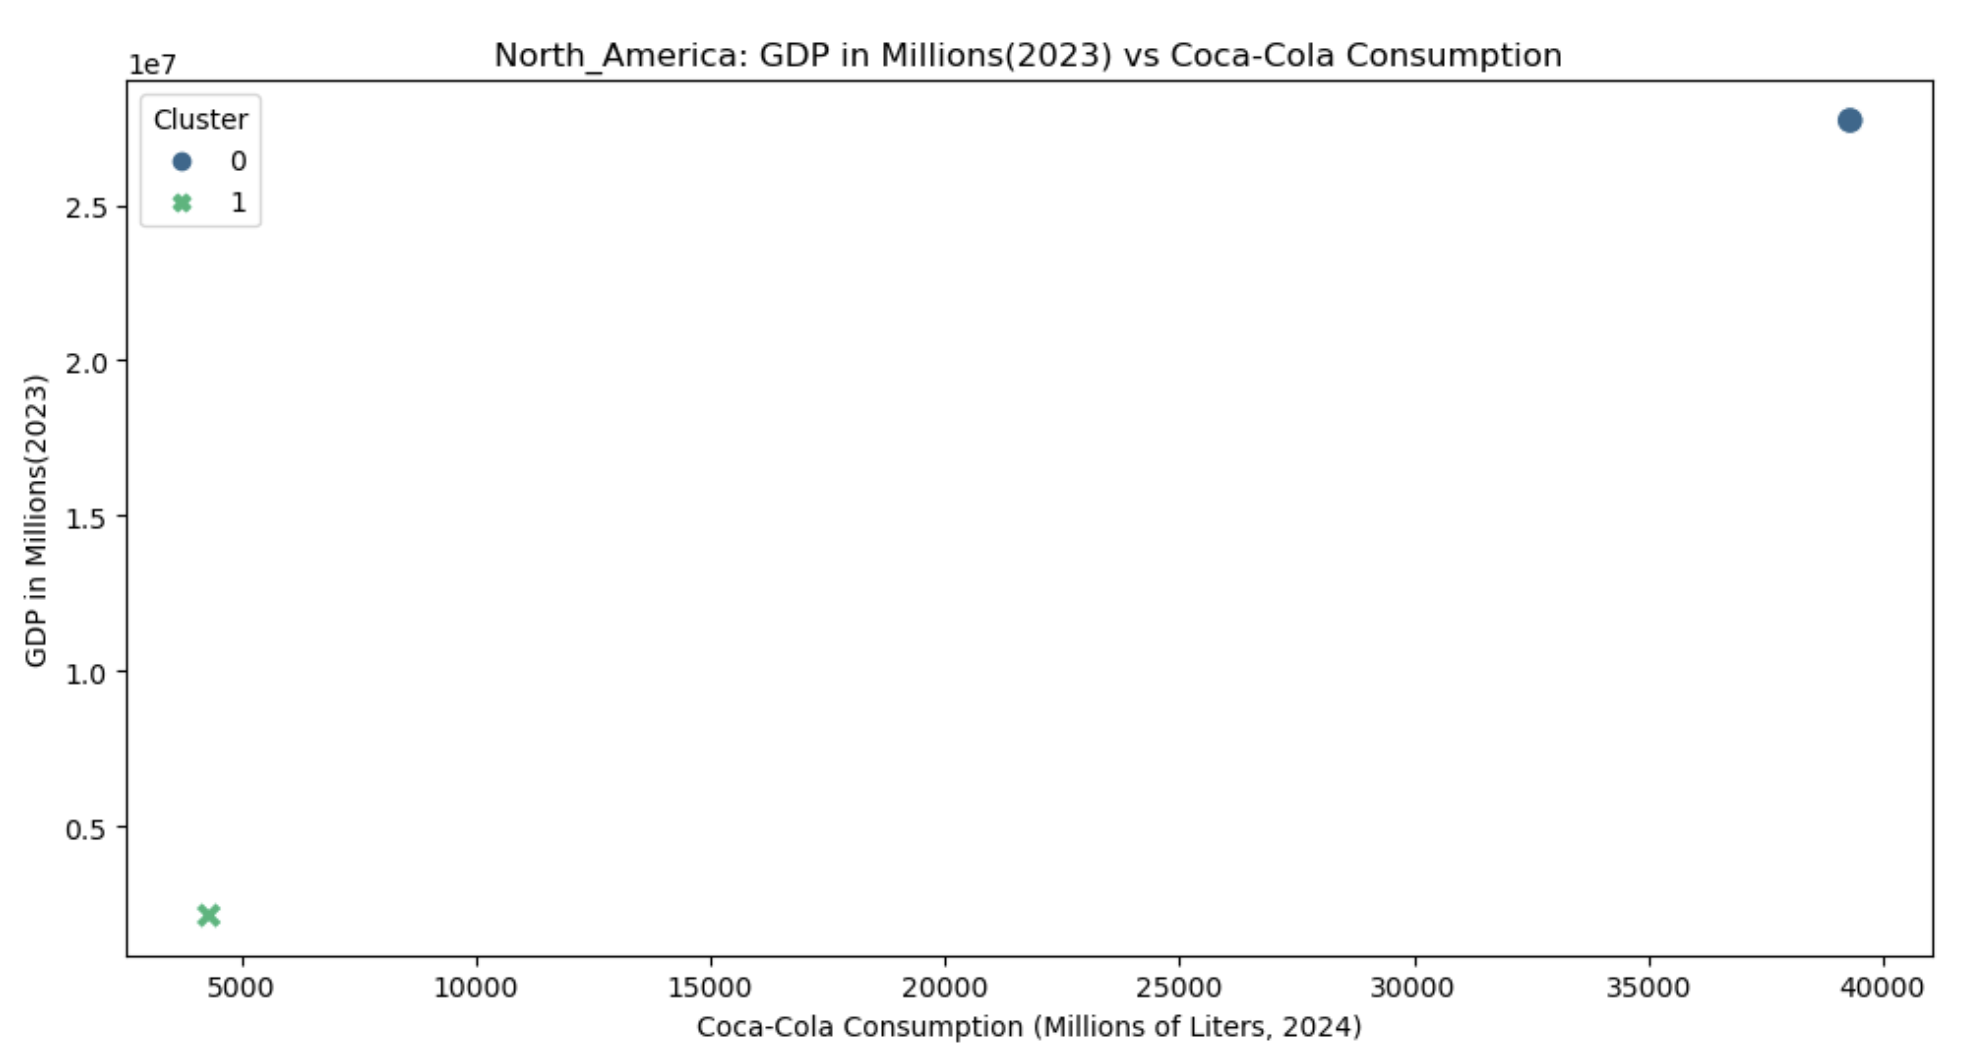 North_America: GDP in Millions(2023) vs Coca-Cola Consumption
1e7
Cluster
0
1
2.5
2.0
1.5
1.0
0.5
GDP in Millions(2023)
5000 10000 15000 20000 25000 30000 35000 40000
Coca-Cola Consumption (Millions of Liters, 2024)